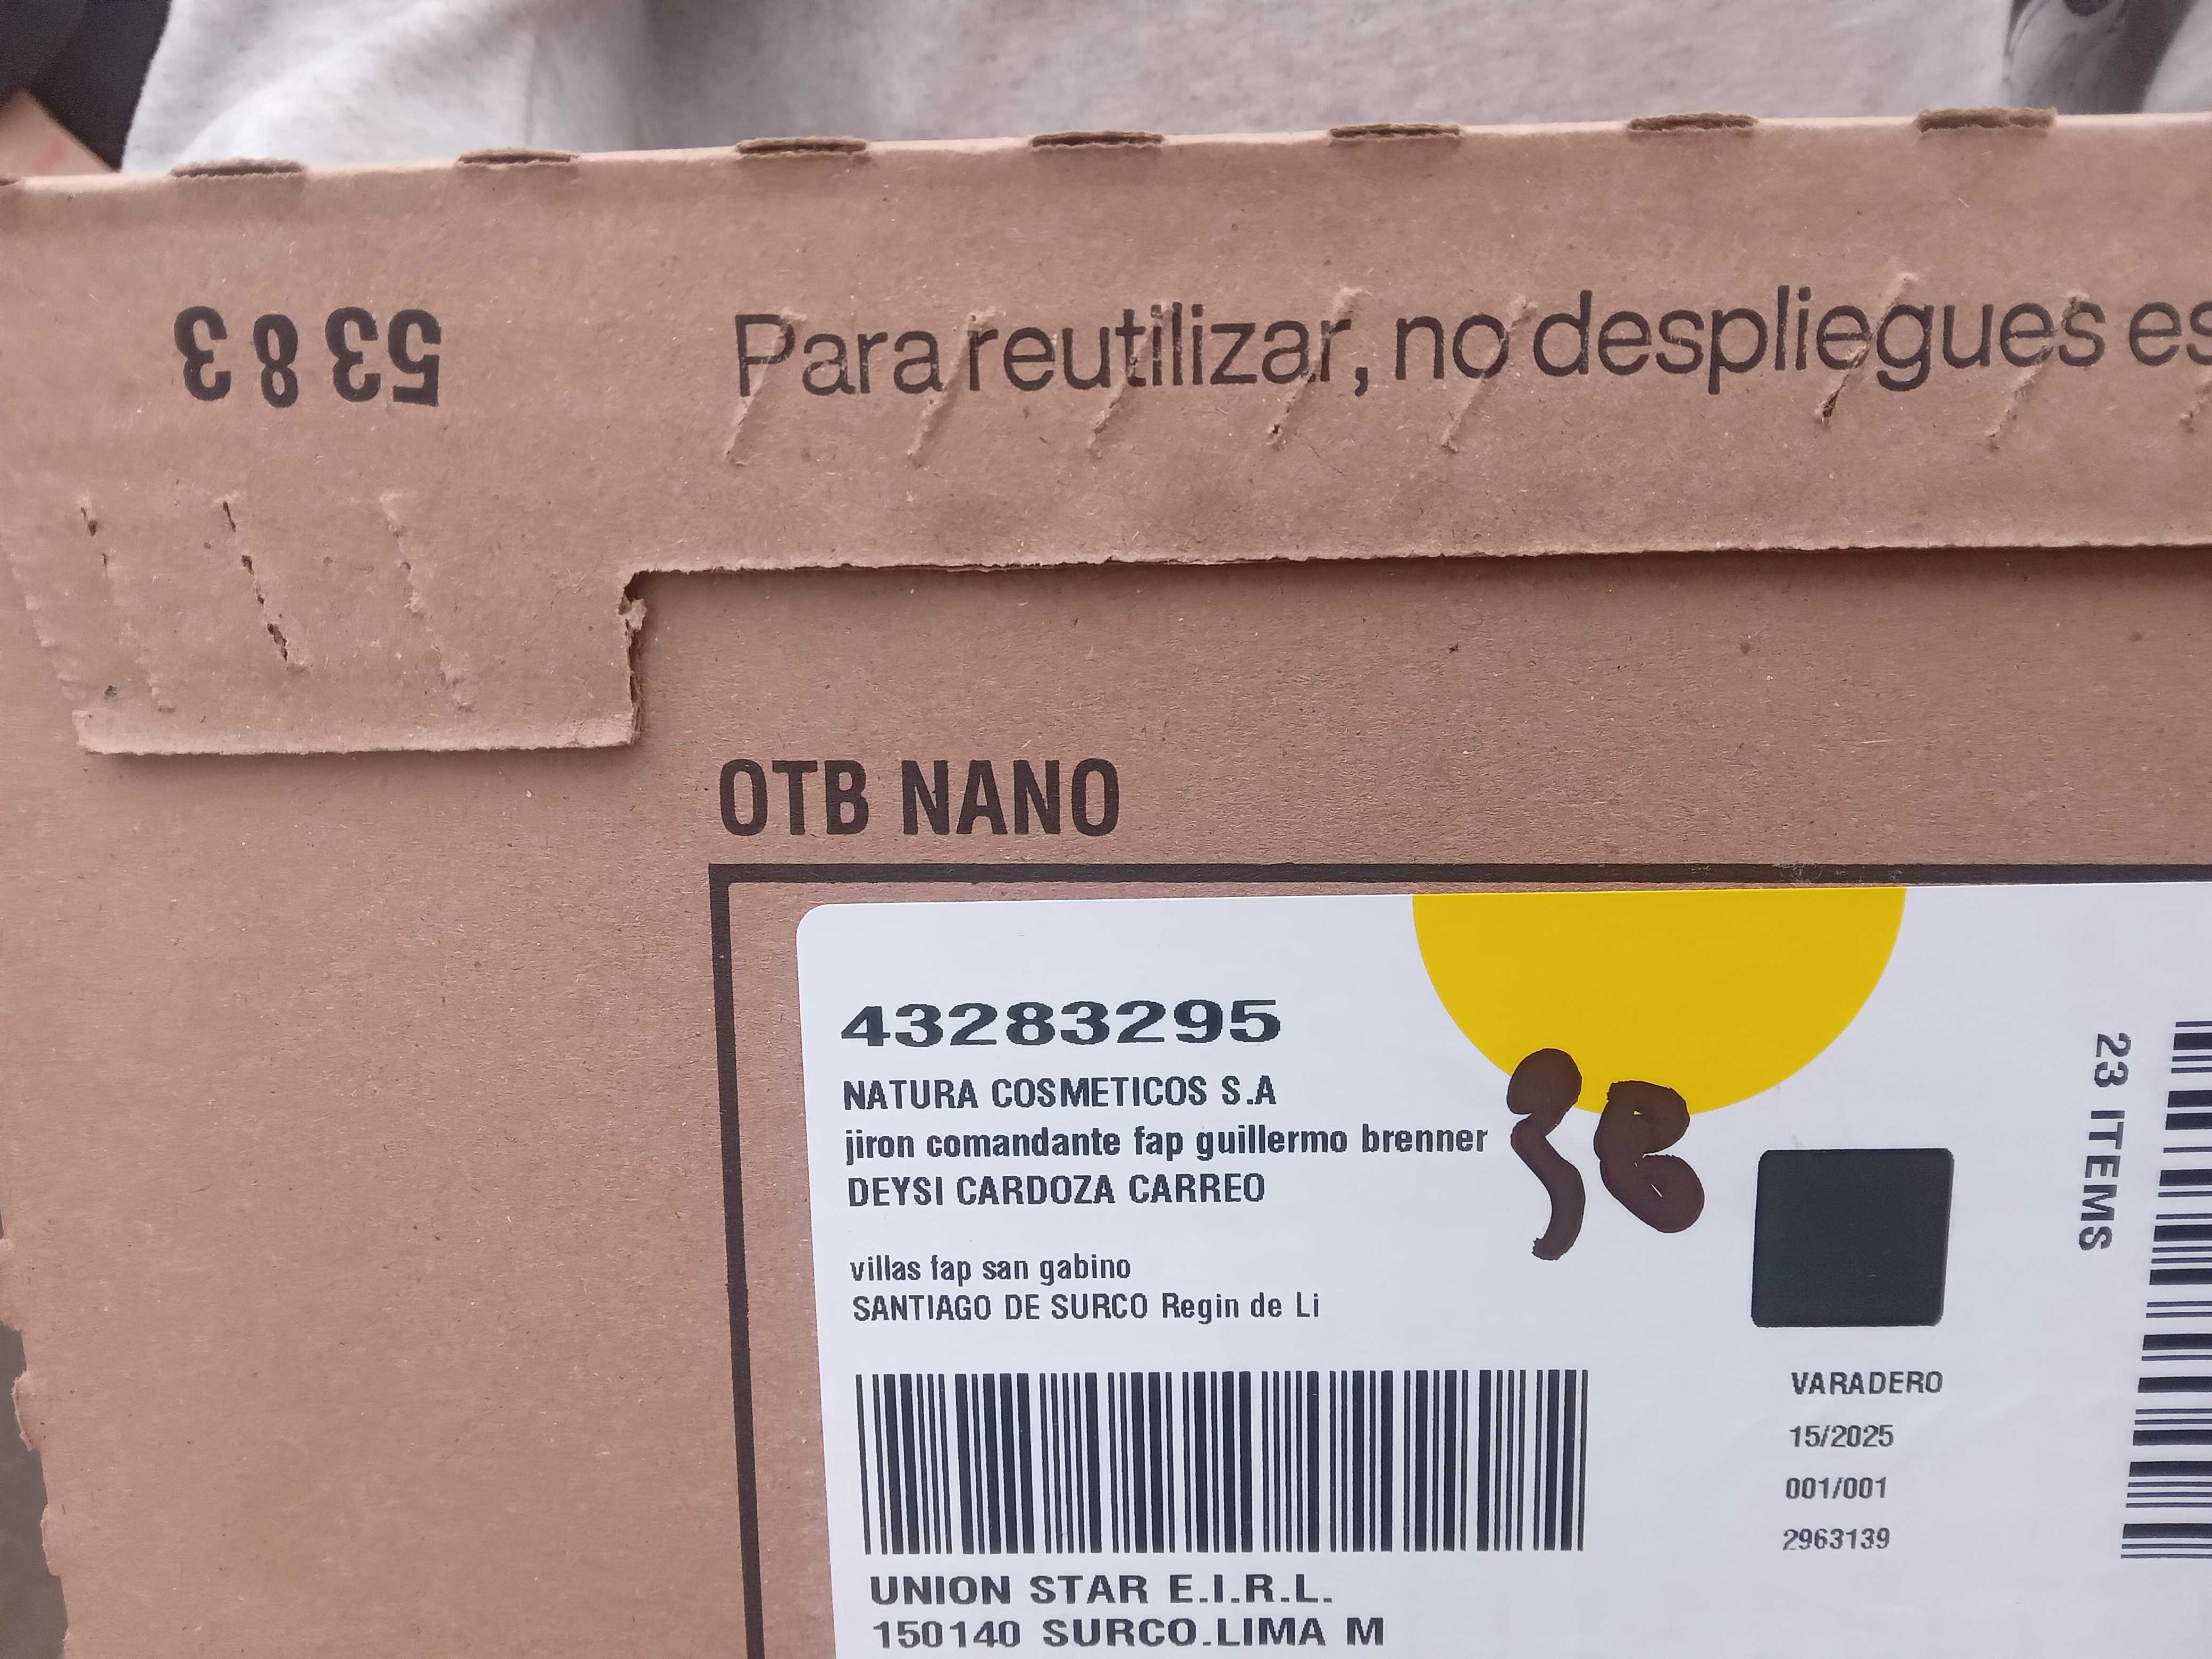 5383
Para reutilizar, no despliegues es
OTB NANO
43283295
NATURA COSMETICOS S.A
jiron comandante fap guillermo brenner
DEYSI CARDOZA CARREO
villas fap san gabino
SANTIAGO DE SURCO Regin de Li
38
23 ITEMS
VARADERO
15/2025
001/001
2963139
UNION STAR E.I.R.L.
150140 SURCO.LIMA M